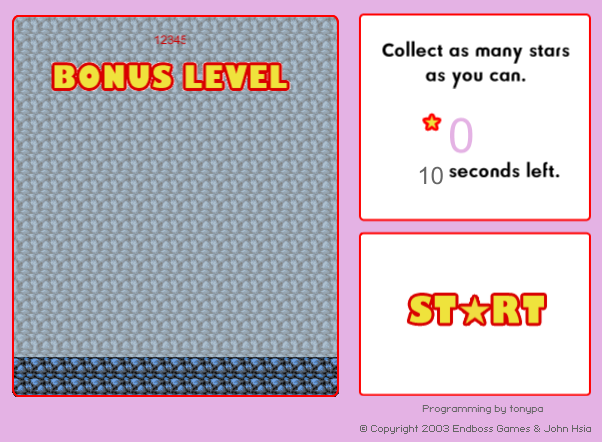 12345
BONUS LEVEL
Collect as many stars
as you can.
0
10 seconds left.
ST★RT
Programming by tonypa
© Copyright 2003 Endboss Games & John Hsia